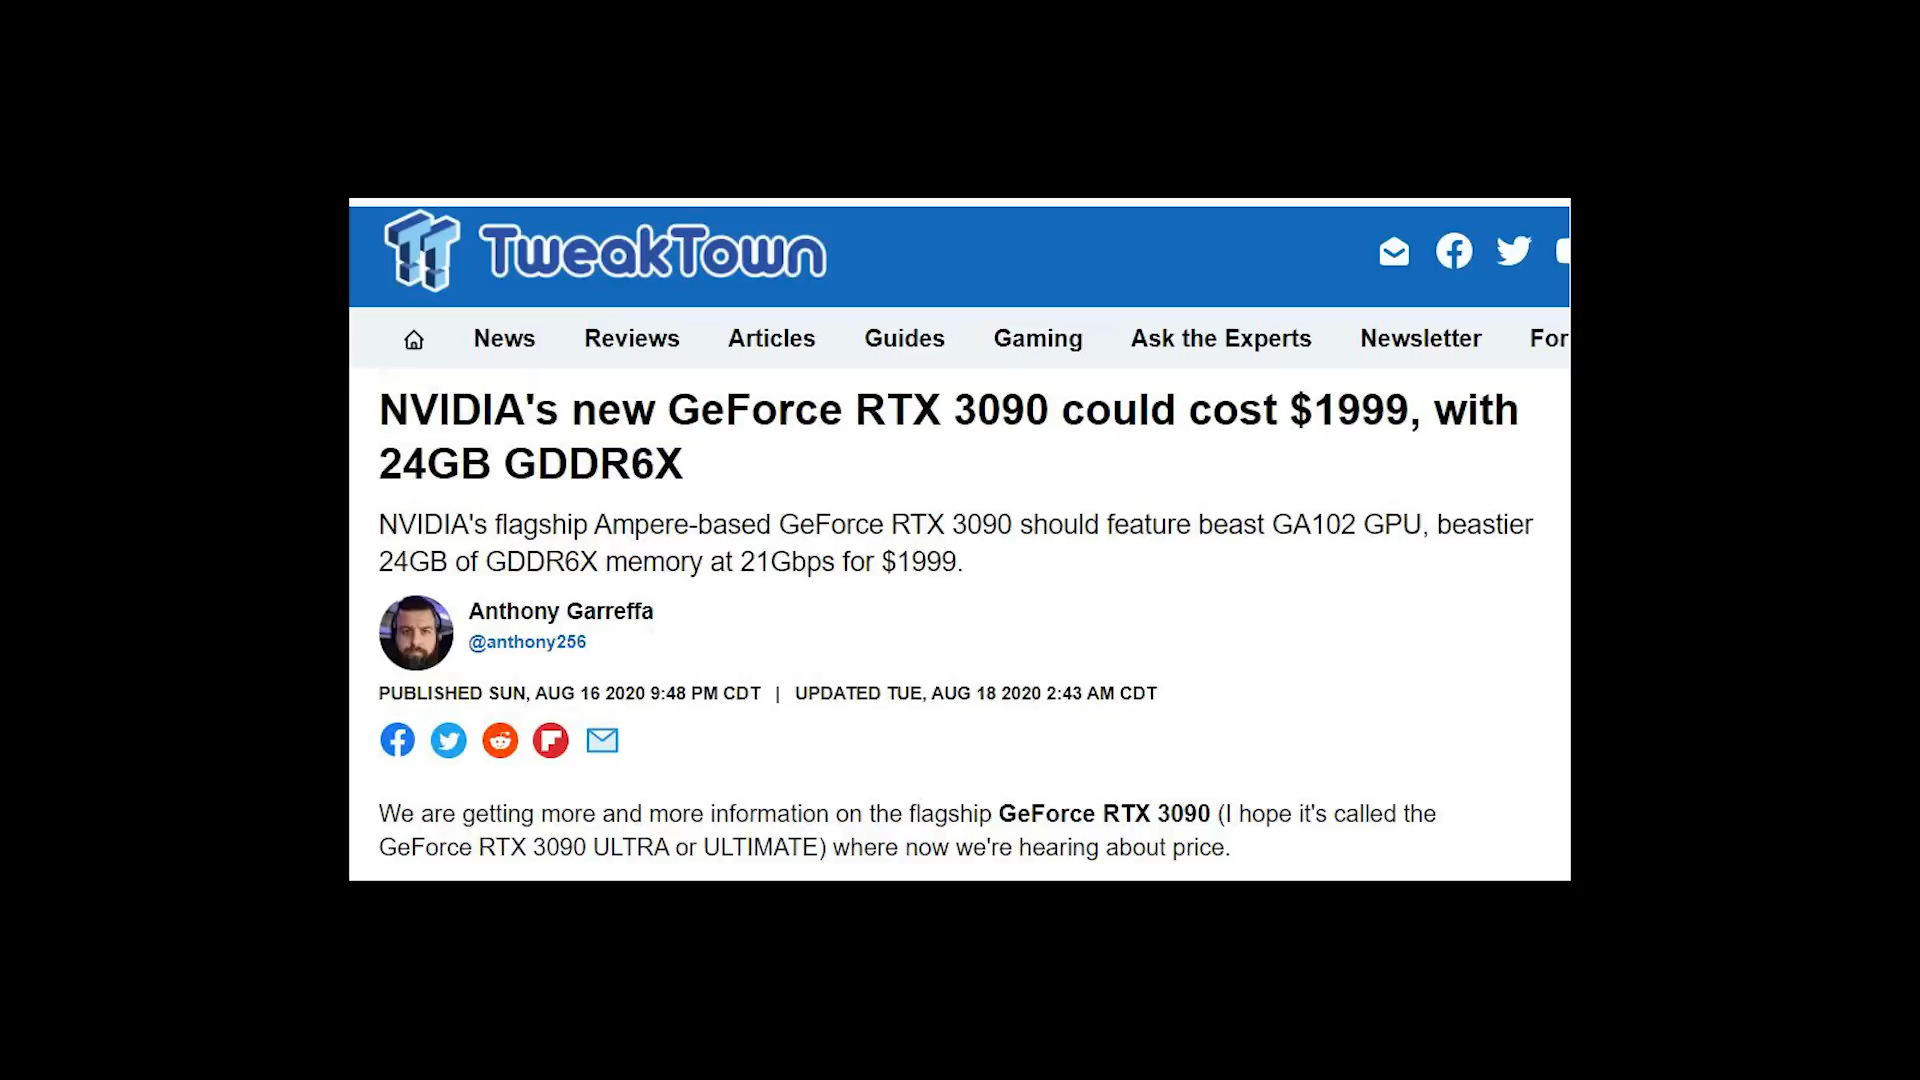 TweakTown
News Reviews Articles Guides Gaming Ask the Experts Newsletter For
NVIDIA's new GeForce RTX 3090 could cost $1999, with
24GB GDDR6X
NVIDIA's flagship Ampere-based GeForce RTX 3090 should feature beast GA102 GPU, beastier
24GB of GDDR6X memory at 21Gbps for $1999.
Anthony Garreffa
@anthony256
PUBLISHED SUN, AUG 16 2020 9:48 PM CDT | UPDATED TUE, AUG 18 2020 2:43 AM CDT
We are getting more and more information on the flagship GeForce RTX 3090 (I hope it's called the
GeForce RTX 3090 ULTRA or ULTIMATE) where now we're hearing about price.